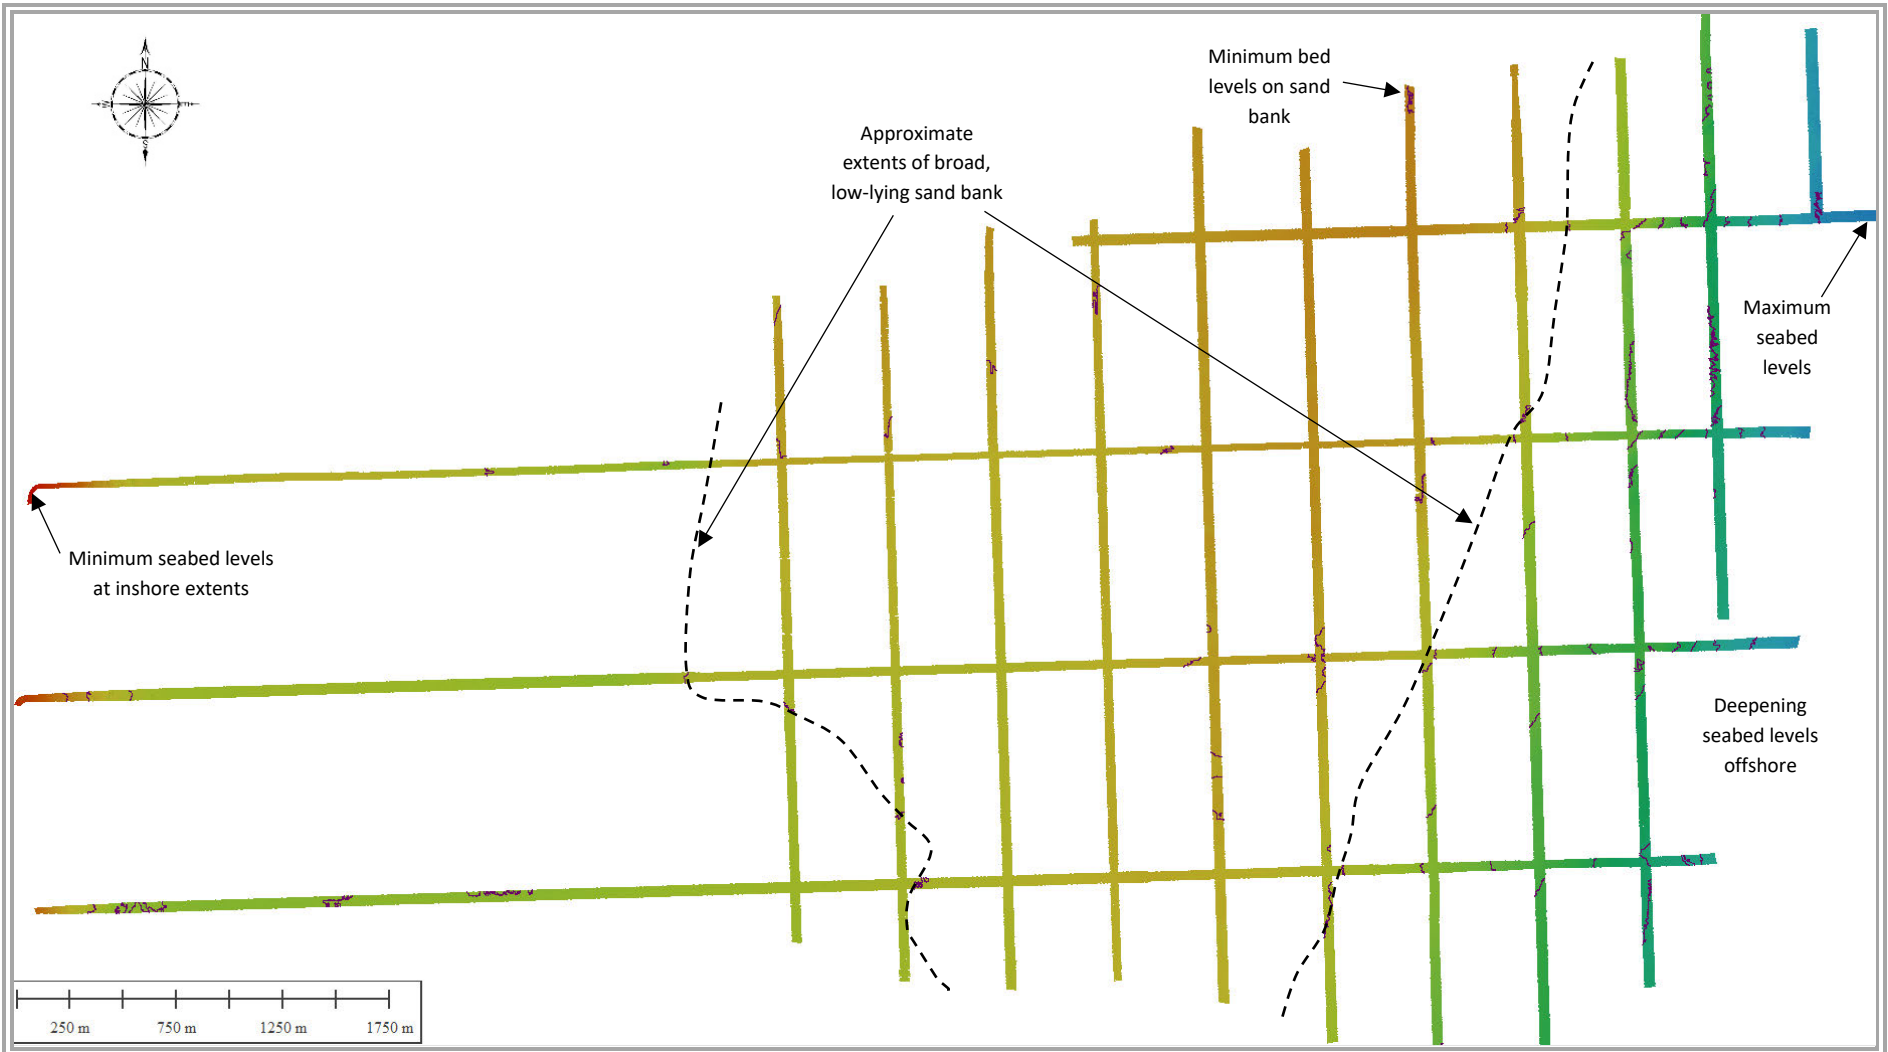 N
S
Minimum bed
levels on sand
bank
Approximate
extents of broad,
low-lying sand bank
Maximum
seabed
levels
Minimum seabed levels
at inshore extents
Deepening
seabed levels
offshore
250 m 750 m 1250 m 1750 m